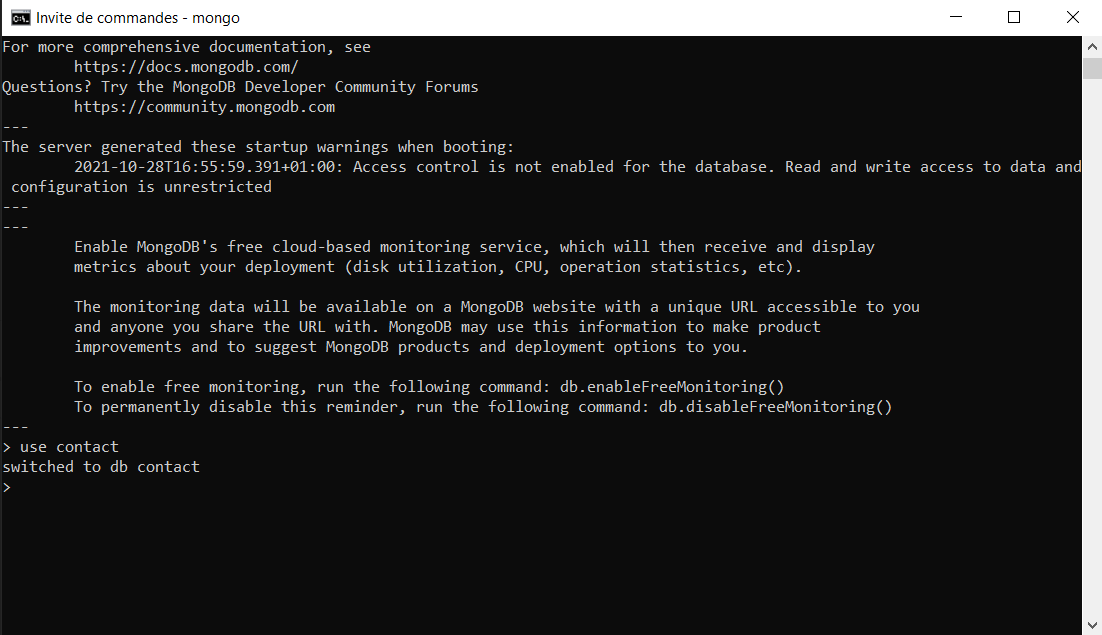 Invite de commandes - mongo
For more comprehensive documentation, see
https://docs.mongodb.com/
Questions? Try the MongoDB Developer Community Forums
https://community.mongodb.com
---
The server generated these startup warnings when booting:
2021-10-28T16:55:59.391+01:00: Access control is not enabled for the database. Read and write access to data and
configuration is unrestricted
---
---
Enable MongoDB's free cloud-based monitoring service, which will then receive and display
metrics about your deployment (disk utilization, CPU, operation statistics, etc).
The monitoring data will be available on a MongoDB website with a unique URL accessible to you
and anyone you share the URL with. MongoDB may use this information to make product
improvements and to suggest MongoDB products and deployment options to you.
To enable free monitoring, run the following command: db.enableFreeMonitoring()
To permanently disable this reminder, run the following command: db.disableFreeMonitoring()
---
> use contact
switched to db contact
>